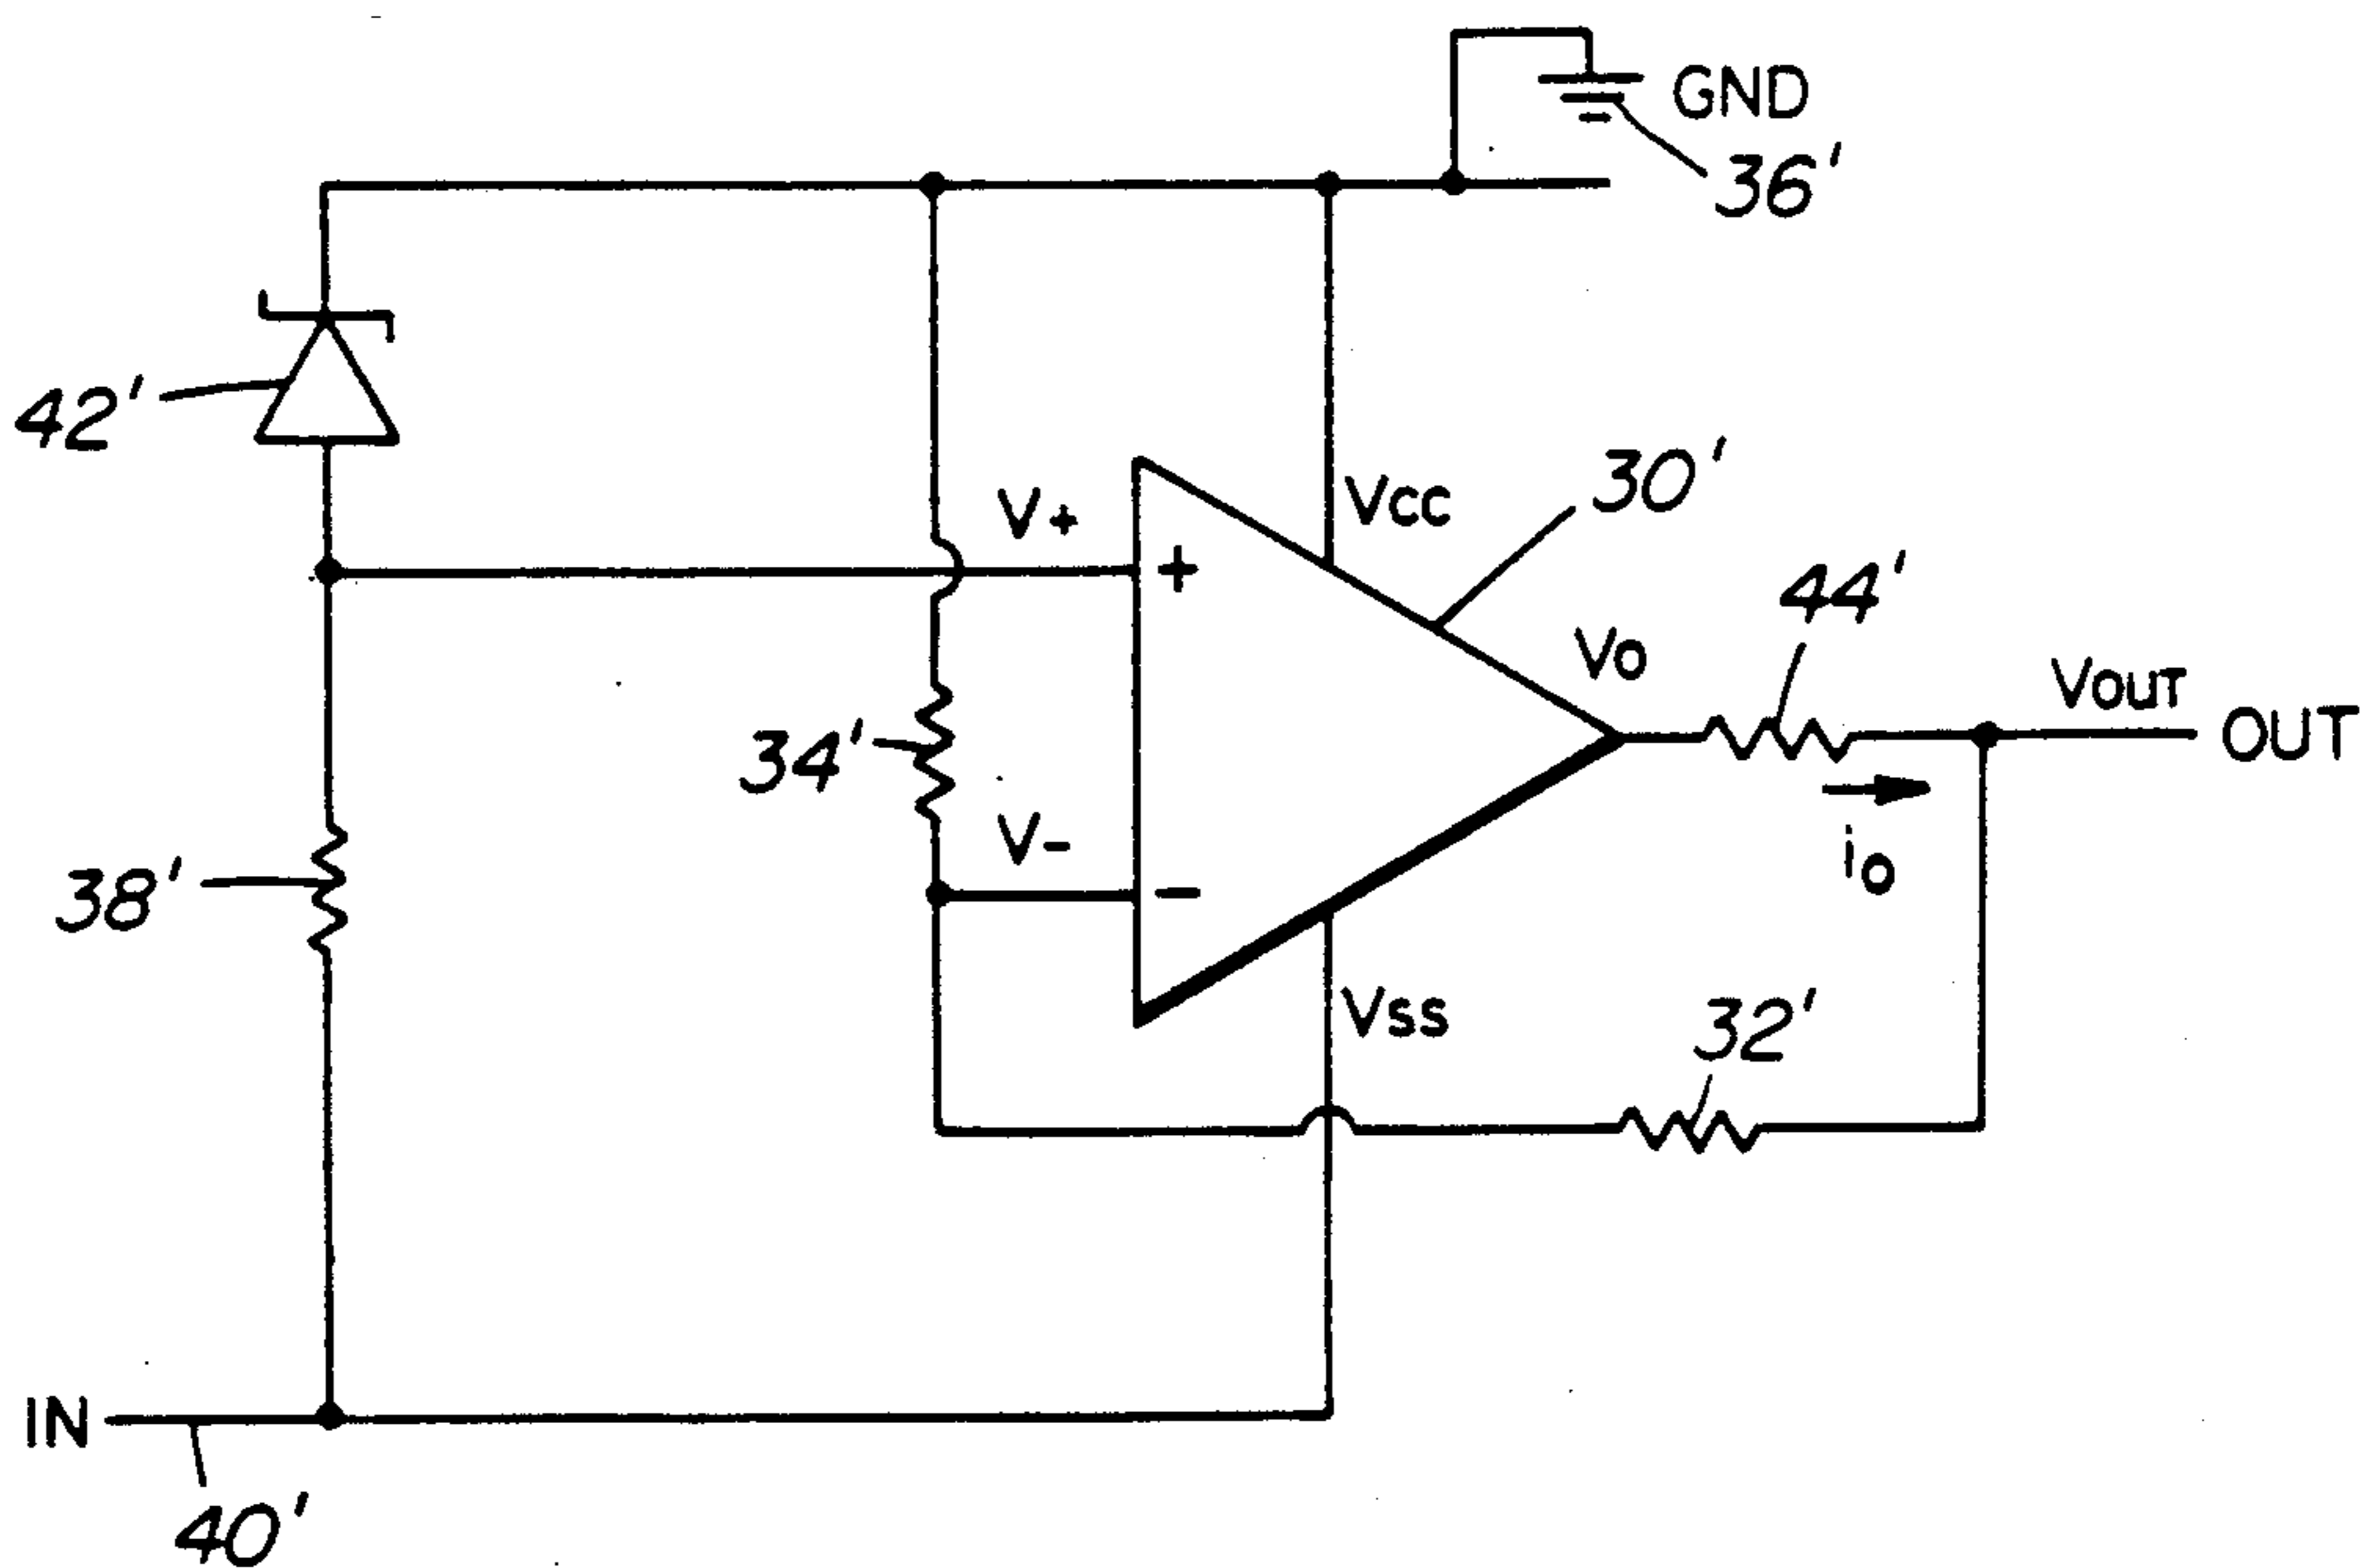 GND
36'
42'
V+
+
Vcc
30'
44'
Vo
VOUT
OUT
34'
V-
-
io
38'
Vss
32'
IN
40'